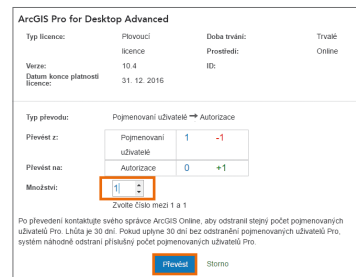 ArcGIS Pro for Desktop Advanced
Typ licence: Plovoucí licence Doba trvání: Trvalé
Prostředí: Online
Verze: 10.4 ID:
Datum konce platnosti licence: 31. 12. 2016
Typ převodu: Pojmenovaní uživatelé ➞ Autorizace
Převést z: Pojmenovaní uživatelé 1 -1
Převést na: Autorizace 0 +1
Množství: 1
Zvolte číslo mezi 1 a 1
Po převedení kontaktujte svého správce ArcGIS Online, aby odstranil stejný počet pojmenovaných
uživatelů Pro. Lhůta je 30 dní. Pokud uplyne 30 dní bez odstranění pojmenovaných uživatelů Pro,
systém náhodně odstraní příslušný počet pojmenovaných uživatelů Pro.
Převést Storno